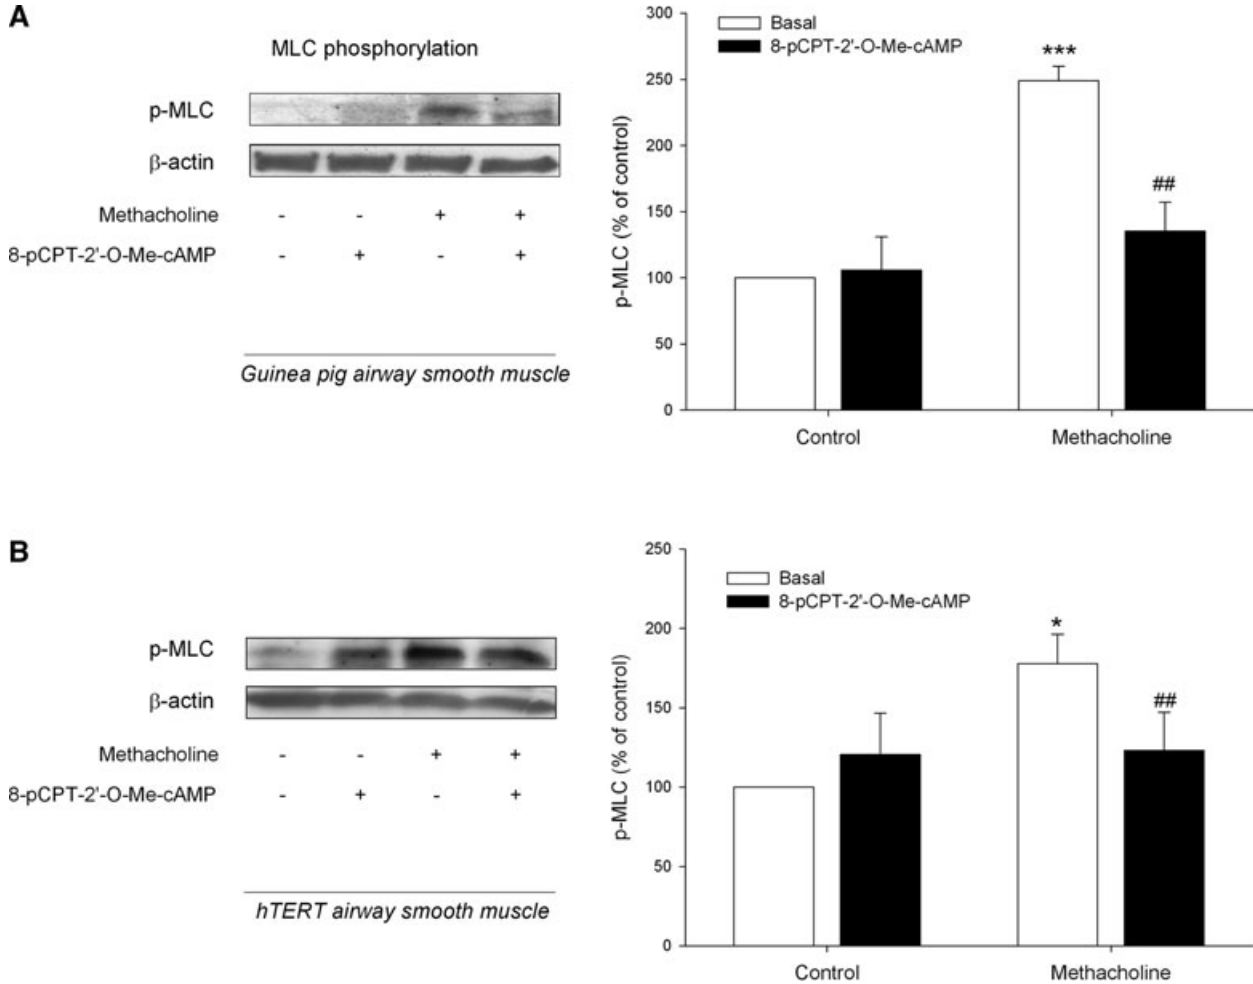 A
MLC phosphorylation
p-MLC
β-actin
Methacholine - - + +
8-pCPT-2'-O-Me-cAMP - + - +
Guinea pig airway smooth muscle
300
250
200
150
100
50
0
p-MLC (% of control)
Basal
8-pCPT-2'-O-Me-cAMP
***
##
Control Methacholine
B
p-MLC
β-actin
Methacholine - - + +
8-pCPT-2'-O-Me-cAMP - + - +
hTERT airway smooth muscle
250
200
150
100
50
0
p-MLC (% of control)
Basal
8-pCPT-2'-O-Me-cAMP
*
##
Control Methacholine